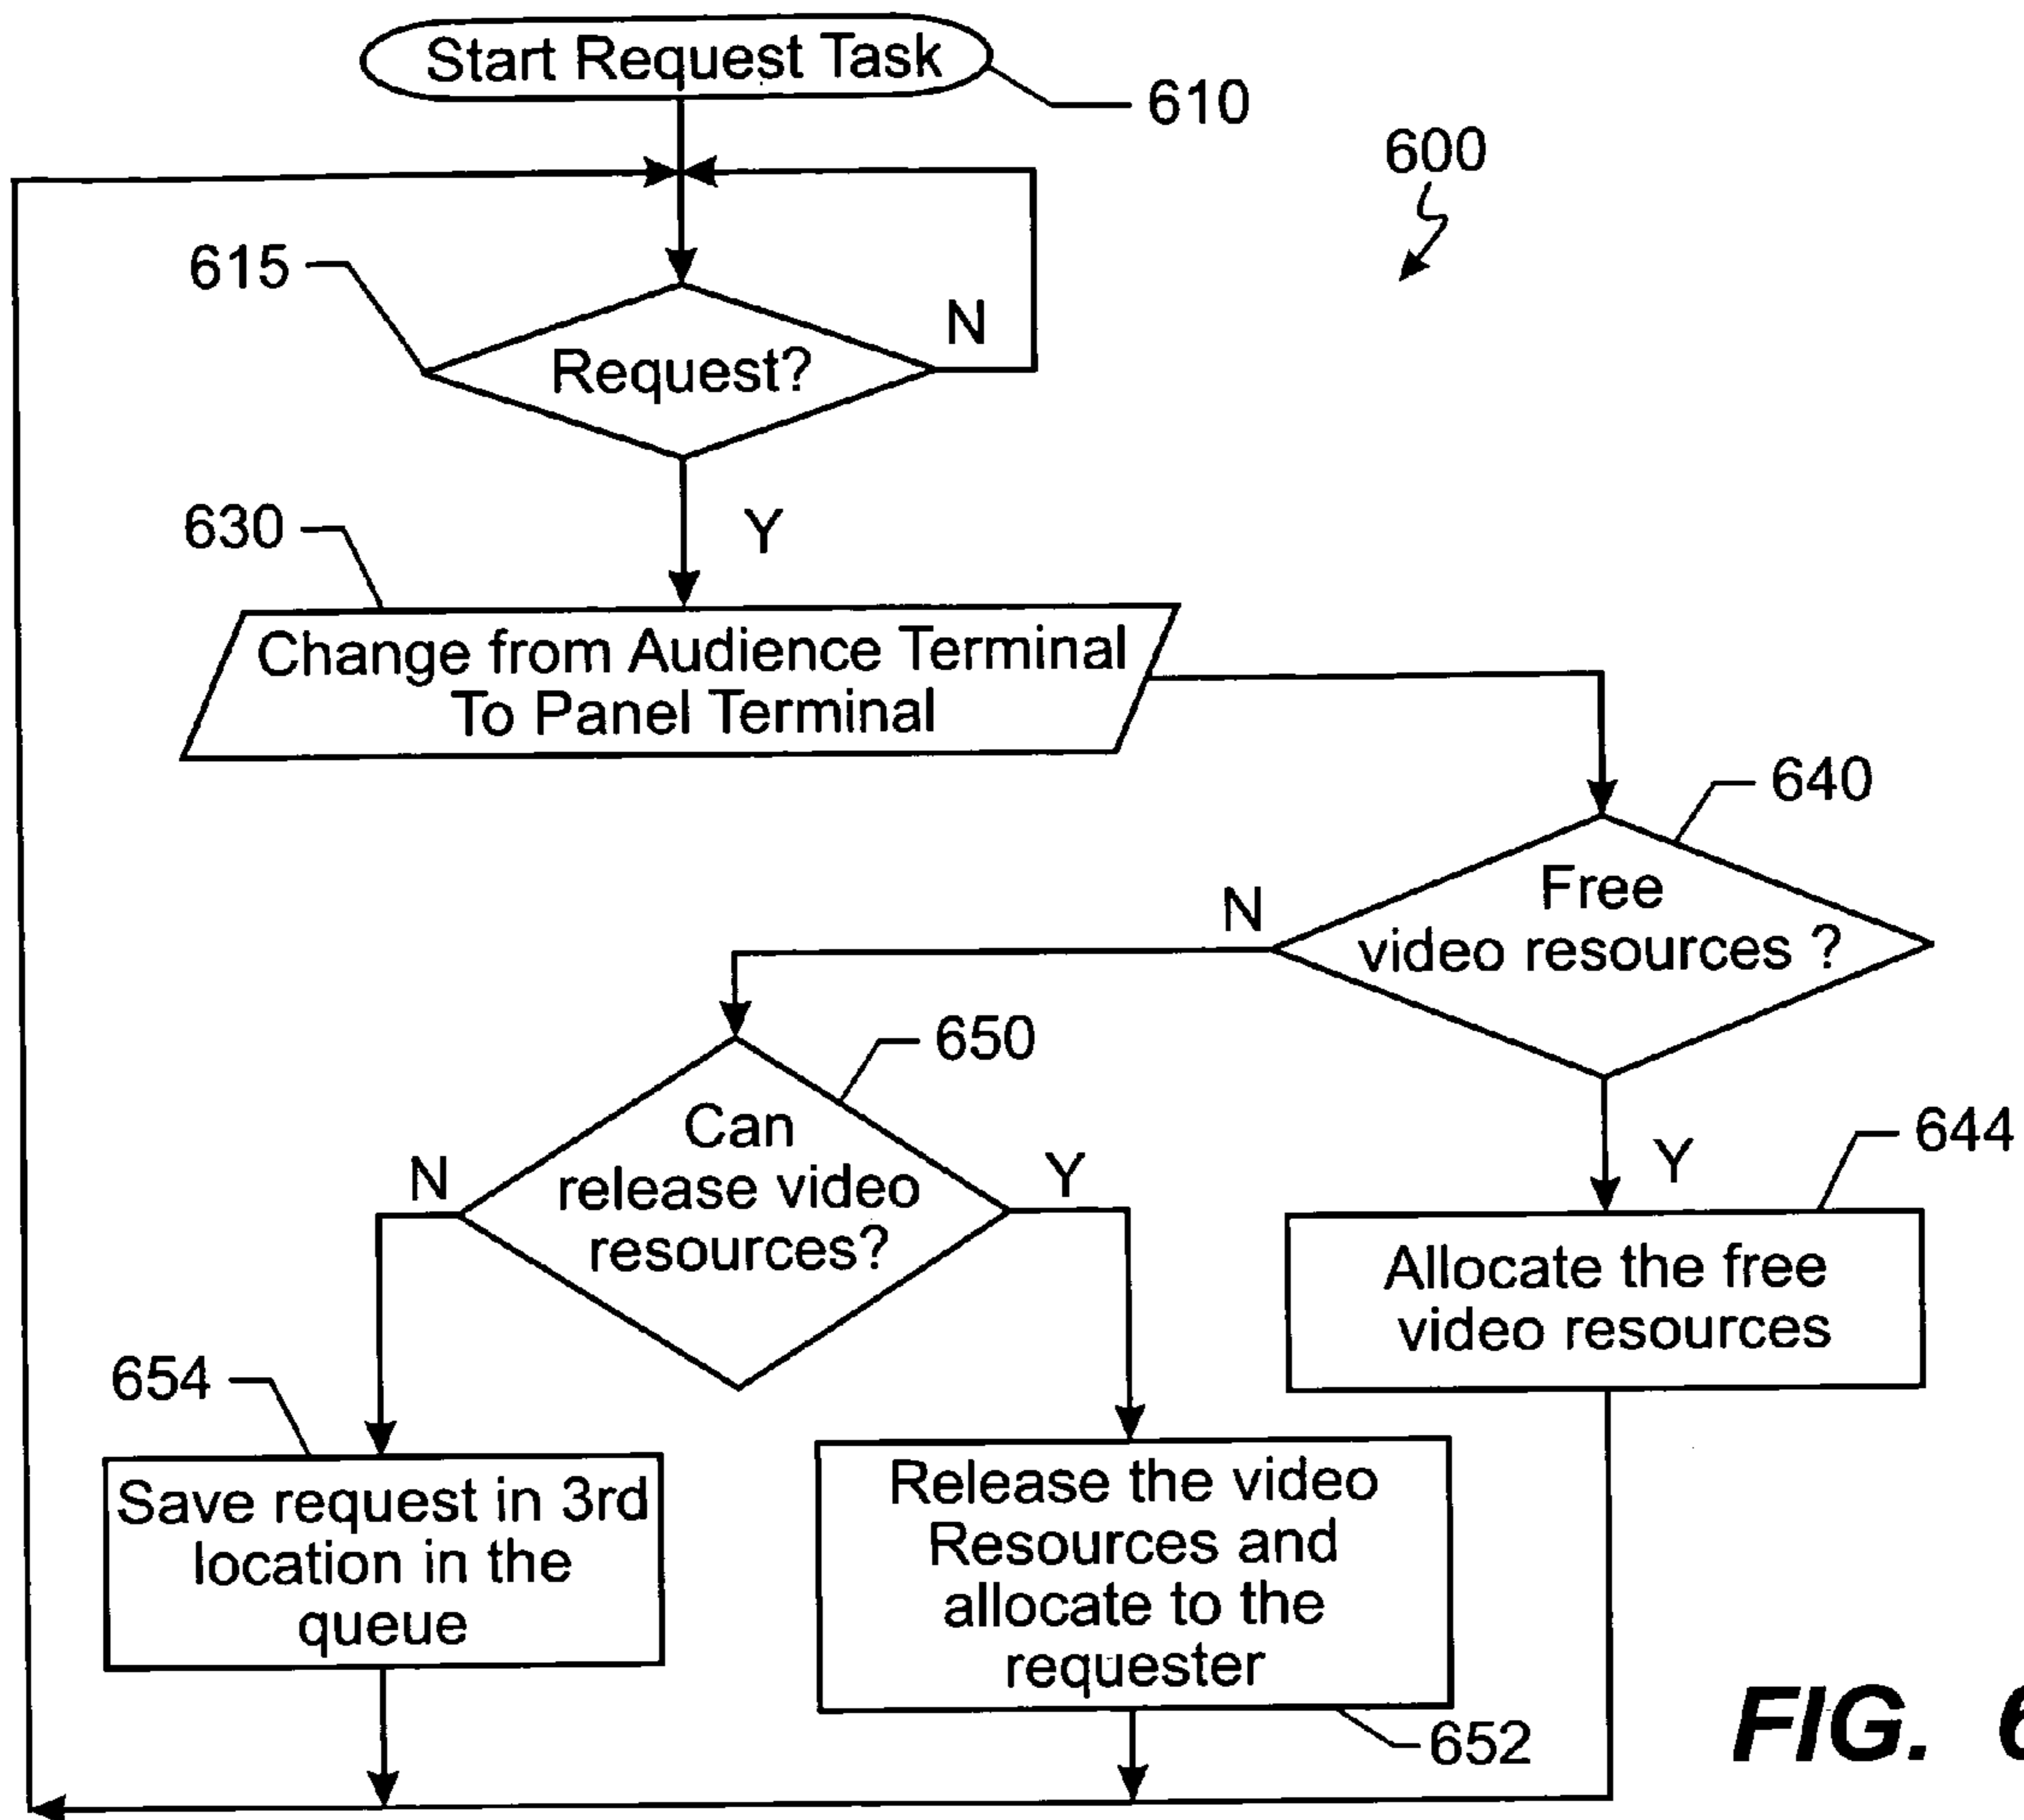 Start Request Task
610
600
615
Request?
N
Y
630
Change from Audience Terminal
To Panel Terminal
640
Free
video resources ?
N
650
Can
release video
resources?
N
Y
Y
644
Allocate the free
video resources
654
Save request in 3rd
location in the
queue
Release the video
Resources and
allocate to the
requester
652
FIG. 6